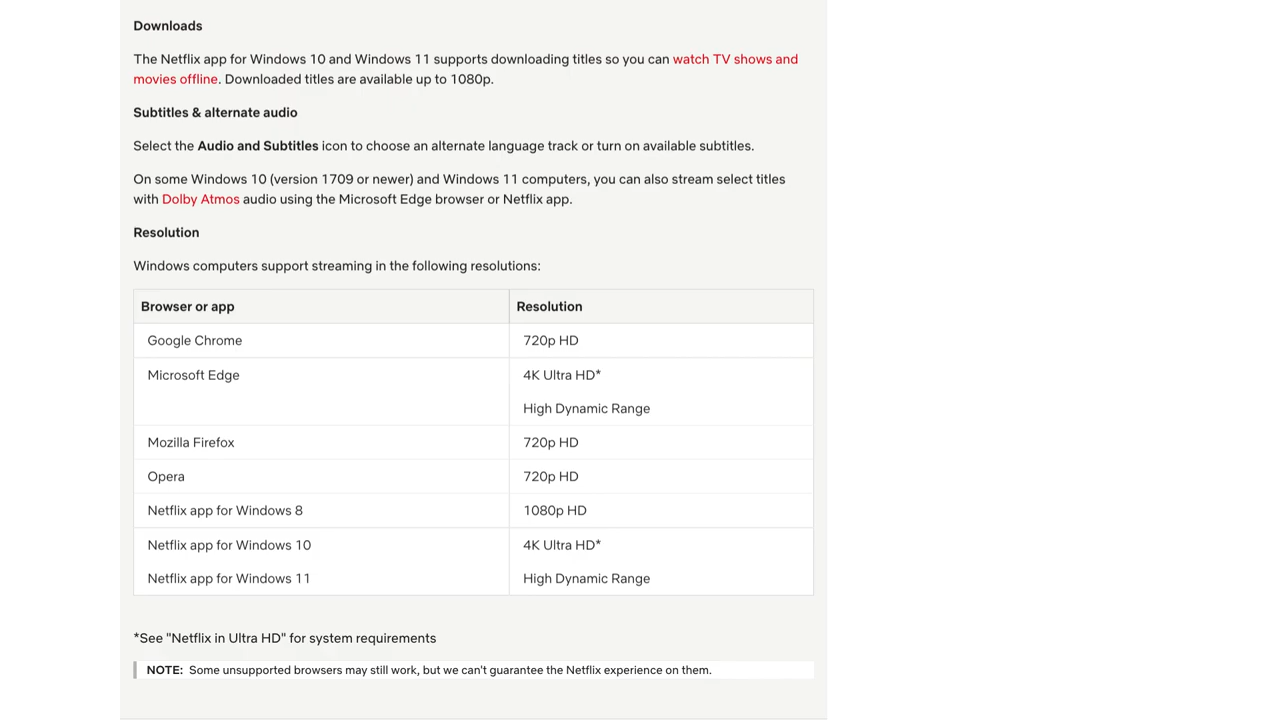 Downloads
The Netflix app for Windows 10 and Windows 11 supports downloading titles so you can watch TV shows and
movies offline. Downloaded titles are available up to 1080p.
Subtitles & alternate audio
Select the Audio and Subtitles icon to choose an alternate language track or turn on available subtitles.
On some Windows 10 (version 1709 or newer) and Windows 11 computers, you can also stream select titles
with Dolby Atmos audio using the Microsoft Edge browser or Netflix app.
Resolution
Windows computers support streaming in the following resolutions:
Browser or app Resolution
Google Chrome 720p HD
Microsoft Edge 4K Ultra HD*
High Dynamic Range
Mozilla Firefox 720p HD
Opera 720p HD
Netflix app for Windows 8 1080p HD
Netflix app for Windows 10 4K Ultra HD*
Netflix app for Windows 11 High Dynamic Range
*See "Netflix in Ultra HD" for system requirements
NOTE: Some unsupported browsers may still work, but we can't guarantee the Netflix experience on them.